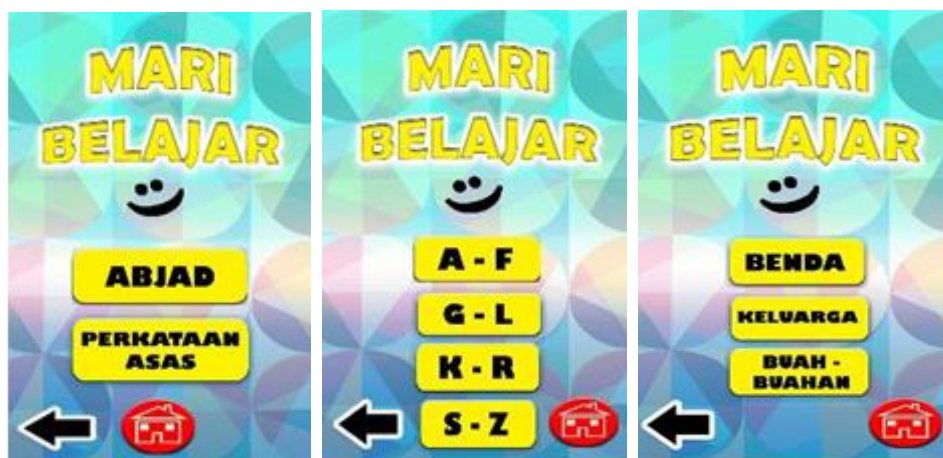 MARI
BELAJAR
ABJAD
PERKATAAN
ASAS
MARI
BELAJAR
A - F
G - L
K - R
S - Z
MARI
BELAJAR
BENDA
KELUARGA
BUAH -
BUAHAN